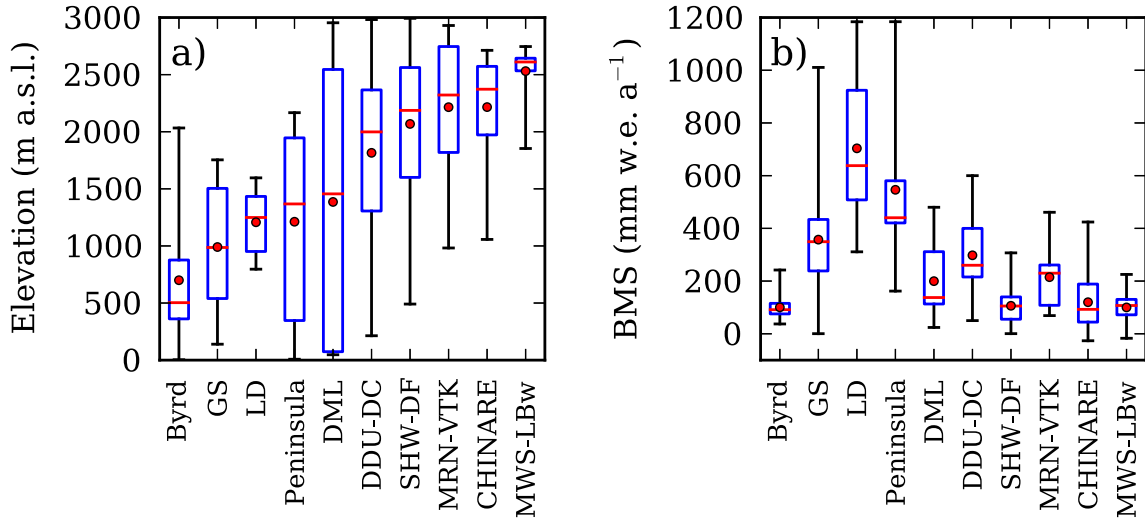 a)
Elevation (m a.s.l.)
3000
2500
2000
1500
1000
500
0
Byrd
GS
LD
Peninsula
DML
DDU-DC
SHW-DF
MRN-VTK
CHINARE
MWS-LBw
b)
BMS (mm w.e. a⁻¹)
1200
1000
800
600
400
200
0
Byrd
GS
LD
Peninsula
DML
DDU-DC
SHW-DF
MRN-VTK
CHINARE
MWS-LBw